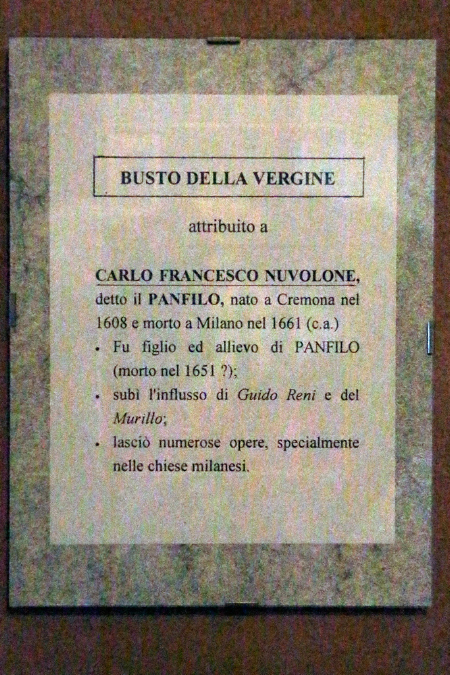 BUSTO DELLA VERGINE
attribuito a
CARLO FRANCESCO NUVOLONE,
detto il PANFILO, nato a Cremona nel
1608 e morto a Milano nel 1661 (c.a.)
• Fu figlio ed allievo di PANFILO
(morto nel 1651 ?);
• subì l'influsso di Guido Reni e del
Murillo;
• lasciò numerose opere, specialmente
nelle chiese milanesi.